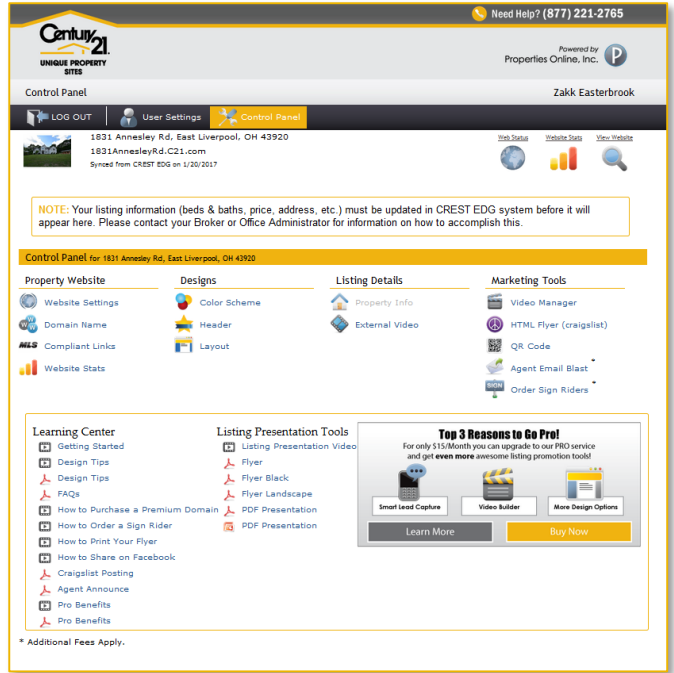 Need Help? (877) 221-2765
Century 21.
UNIQUE PROPERTY
SITES
Powered by
Properties Online, Inc.
P
Control Panel
Zakk Easterbrook
LOG OUT
User Settings
Control Panel
1831 Annesley Rd, East Liverpool, OH 43920
1831AnnesleyRd.C21.com
Synced from CREST EDG on 1/20/2017
Web Status
Website Stats
View Website
NOTE: Your listing information (beds & baths, price, address, etc.) must be updated in CREST EDG system before it will
appear here. Please contact your Broker or Office Administrator for information on how to
accomplish this.
Control Panel for 1831 Annesley Rd, East Liverpool, OH 43920
Property Website
Website Settings
Domain Name
MLS Compliant Links
Website Stats
Designs
Color Scheme
Header
Layout
Listing Details
Property Info
External Video
Marketing Tools
Video Manager
HTML Flyer (craigslist)
QR Code
Agent Email Blast *
SIGN Order Sign Riders *
Learning Center
Getting Started
Design Tips
Design Tips
FAQs
How to Purchase a Premium Domain
How to Order a Sign Rider
How to Print Your Flyer
How to Share on Facebook
Craigslist Posting
Agent Announce
Pro Benefits
Pro Benefits
Listing Presentation Tools
Listing Presentation Video
Flyer
Flyer Black
Flyer Landscape
PDF Presentation
PDF Presentation
Top 3 Reasons to Go Pro!
For only $15/Month you can upgrade to our PRO service
and get even more awesome listing promotion tools!
Smart Lead Capture
Video Builder
More Design Options
Learn More
Buy Now
* Additional Fees Apply.